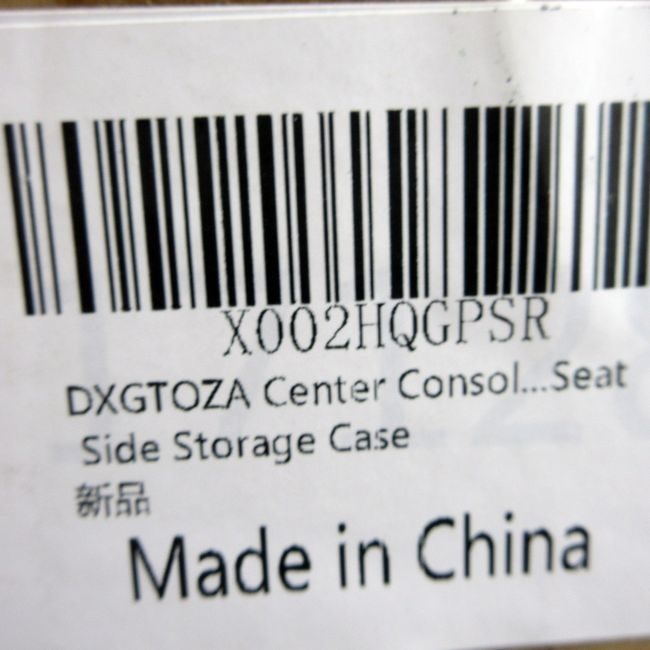 X002HQGPSR
DXGTOZA Center Consol...Seat
Side Storage Case
新品
Made in China